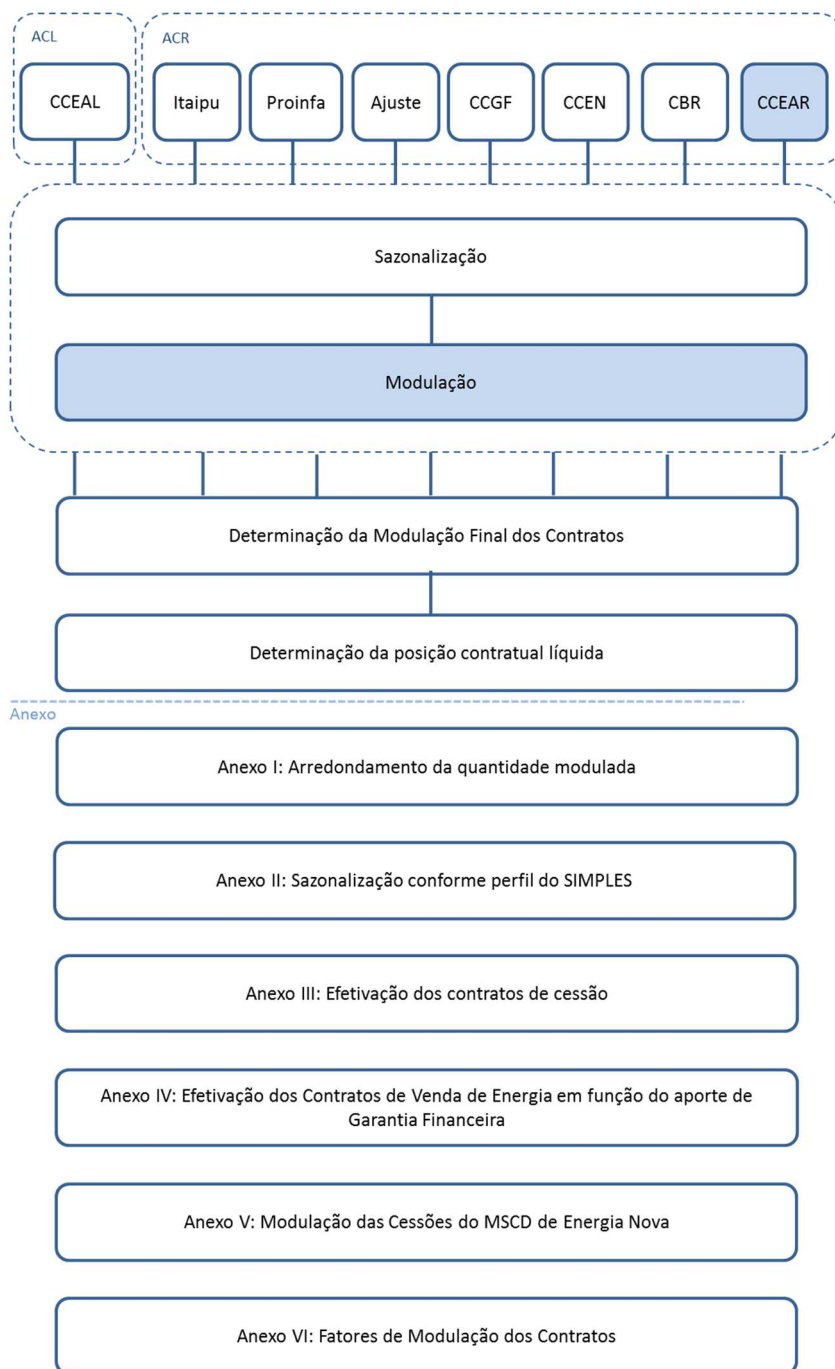 ACL
ACR
CCEAL
Itaipu
Proinfa
Ajuste
CCGF
CCEN
CBR
CCEAR
Sazonalização
Modulação
Determinação da Modulação Final dos Contratos
Determinação da posição contratual líquida
Anexo
Anexo I: Arredondamento da quantidade modulada
Anexo II: Sazonalização conforme perfil do SIMPLES
Anexo III: Efetivação dos contratos de cessão
Anexo IV: Efetivação dos Contratos de Venda de Energia em função do aporte de
Garantia Financeira
Anexo V: Modulação das Cessões do MSCD de Energia Nova
Anexo VI: Fatores de Modulação dos Contratos